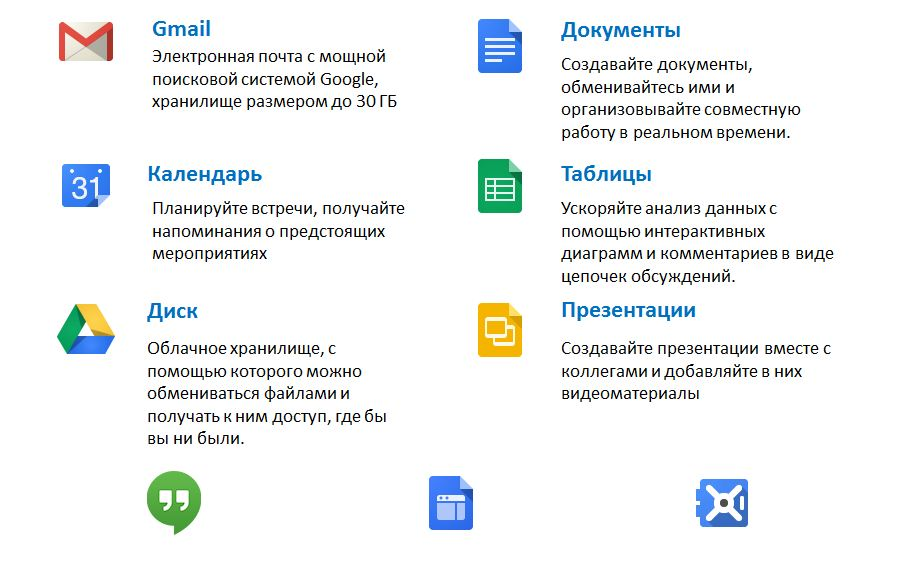 Gmail
Электронная почта с мощной
поисковой системой Google,
хранилище размером до 30 ГБ
Документы
Создавайте документы,
обменивайтесь ими и
организовывайте совместную
работу в реальном времени.
31
Календарь
Планируйте встречи, получайте
напоминания о предстоящих
мероприятиях
Таблицы
Ускоряйте анализ данных с
помощью интерактивных
диаграмм и комментариев в виде
цепочек обсуждений.
Диск
Облачное хранилище, с
помощью которого можно
обмениваться файлами и
получать к ним доступ, где бы
вы ни были.
Презентации
Создавайте презентации вместе с
коллегами и добавляйте в них
видеоматериалы